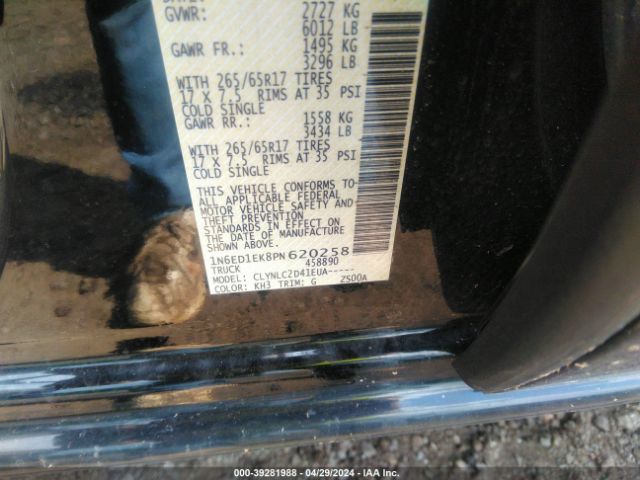 GVWR: 2727 KG
6012 LB
GAWR FR.: 1495 KG
3296 LB
WITH 265/65R17 TIRES
17 X 7.5 RIMS AT 35 PSI
COLD SINGLE
GAWR RR.: 1558 KG
3434 LB
WITH 265/65R17 TIRES
17 X 7.5 RIMS AT 35 PSI
COLD SINGLE
THIS VEHICLE CONFORMS TO
ALL APPLICABLE FEDERAL
MOTOR VEHICLE SAFETY AND
THEFT PREVENTION
STANDARDS IN EFFECT ON
THE DATE OF MANUFACTURE
SHOWN ABOVE.
1N6ED1EK8PN620258
TRUCK 458890
MODEL: CLYNLC2D41EUA-----
COLOR: KH3 TRIM: G ZS00A
000-39281988 - 04/29/2024 - IAA Inc.